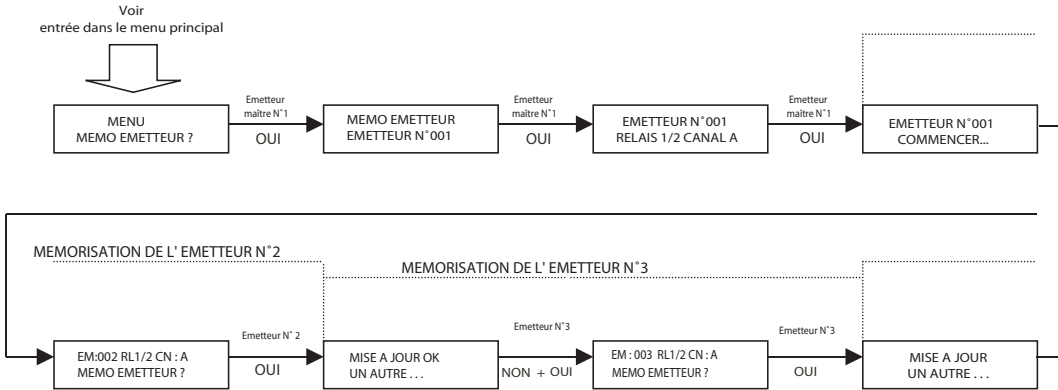 Voir
entrée dans le menu principal
Emetteur
maître N°1
Emetteur
maître N°1
Emetteur
maître N°1
MENU
MEMO EMETTEUR ?
OUI
MEMO EMETTEUR
EMETTEUR N°001
OUI
EMETTEUR N°001
RELAIS 1/2 CANAL A
OUI
EMETTEUR N°001
COMMENCER...
MEMORISATION DE L' EMETTEUR N°2
MEMORISATION DE L' EMETTEUR N°3
Emetteur N° 2
Emetteur N°3
Emetteur N°3
EM:002 RL1/2 CN : A
MEMO EMETTEUR ?
OUI
MISE A JOUR OK
UN AUTRE . . .
NON + OUI
EM : 003 RL1/2 CN : A
MEMO EMETTEUR ?
OUI
MISE A JOUR
UN AUTRE . . .